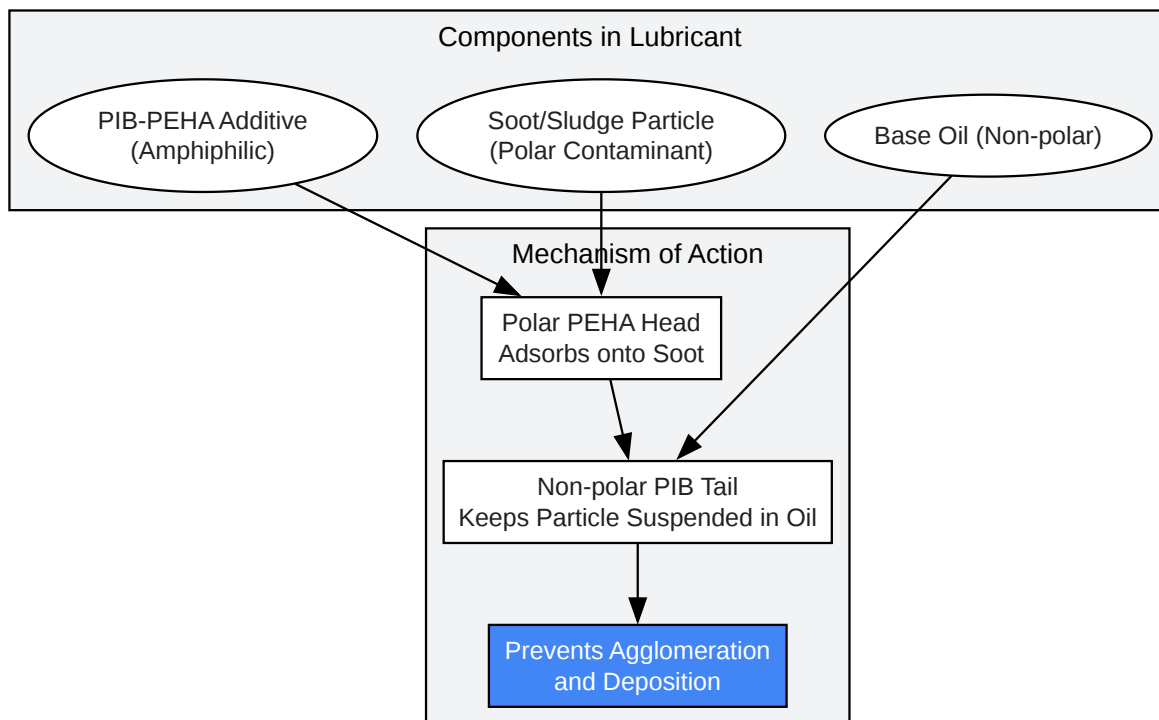 Components in Lubricant
PIB-PEHA Additive
(Amphiphilic)
Soot/Sludge Particle
(Polar Contaminant)
Base Oil (Non-polar)
Mechanism of Action
Polar PEHA Head
Adsorbs onto Soot
Non-polar PIB Tail
Keeps Particle Suspended in Oil
Prevents Agglomeration
and Deposition